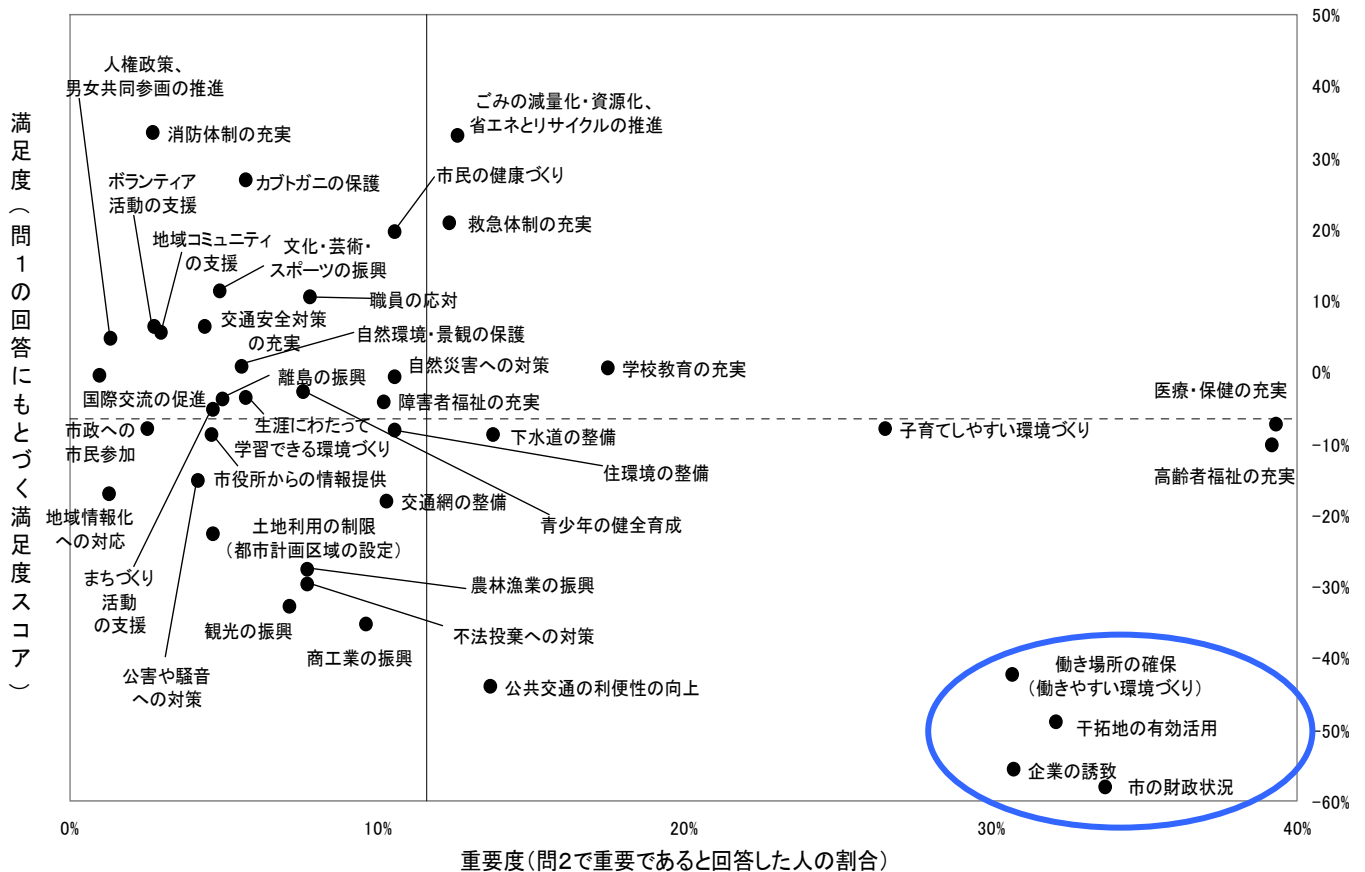 50%
人権政策、
男女共同参画の推進
40%
ごみの減量化・資源化、
省エネとリサイクルの推進
消防体制の充実
30%
市民の健康づくり
カブトガニの保護
ボランティア
活動の支援
救急体制の充実
20%
地域コミュニティ
の支援
文化・芸術・
スポーツの振興
職員の応対
10%
交通安全対策
の充実
自然環境・景観の保護
自然災害への対策
学校教育の充実
0%
離島の振興
医療・保健の充実
国際交流の促進
障害者福祉の充実
市政への
市民参加
生涯にわたって
学習できる環境づくり
下水道の整備
子育てしやすい環境づくり
-10%
住環境の整備
高齢者福祉の充実
市役所からの情報提供
交通網の整備
地域情報化
への対応
土地利用の制限
(都市計画区域の設定)
青少年の健全育成
-20%
まちづくり
活動
の支援
農林漁業の振興
-30%
観光の振興
不法投棄への対策
商工業の振興
公害や騒音
への対策
-40%
働き場所の確保
(働きやすい環境づくり)
公共交通の利便性の向上
干拓地の有効活用
-50%
企業の誘致
市の財政状況
-60%
0%
10%
20%
30%
40%
満足度(問1の回答にもとづく満足度スコア)
重要度(問2で重要であると回答した人の割合)